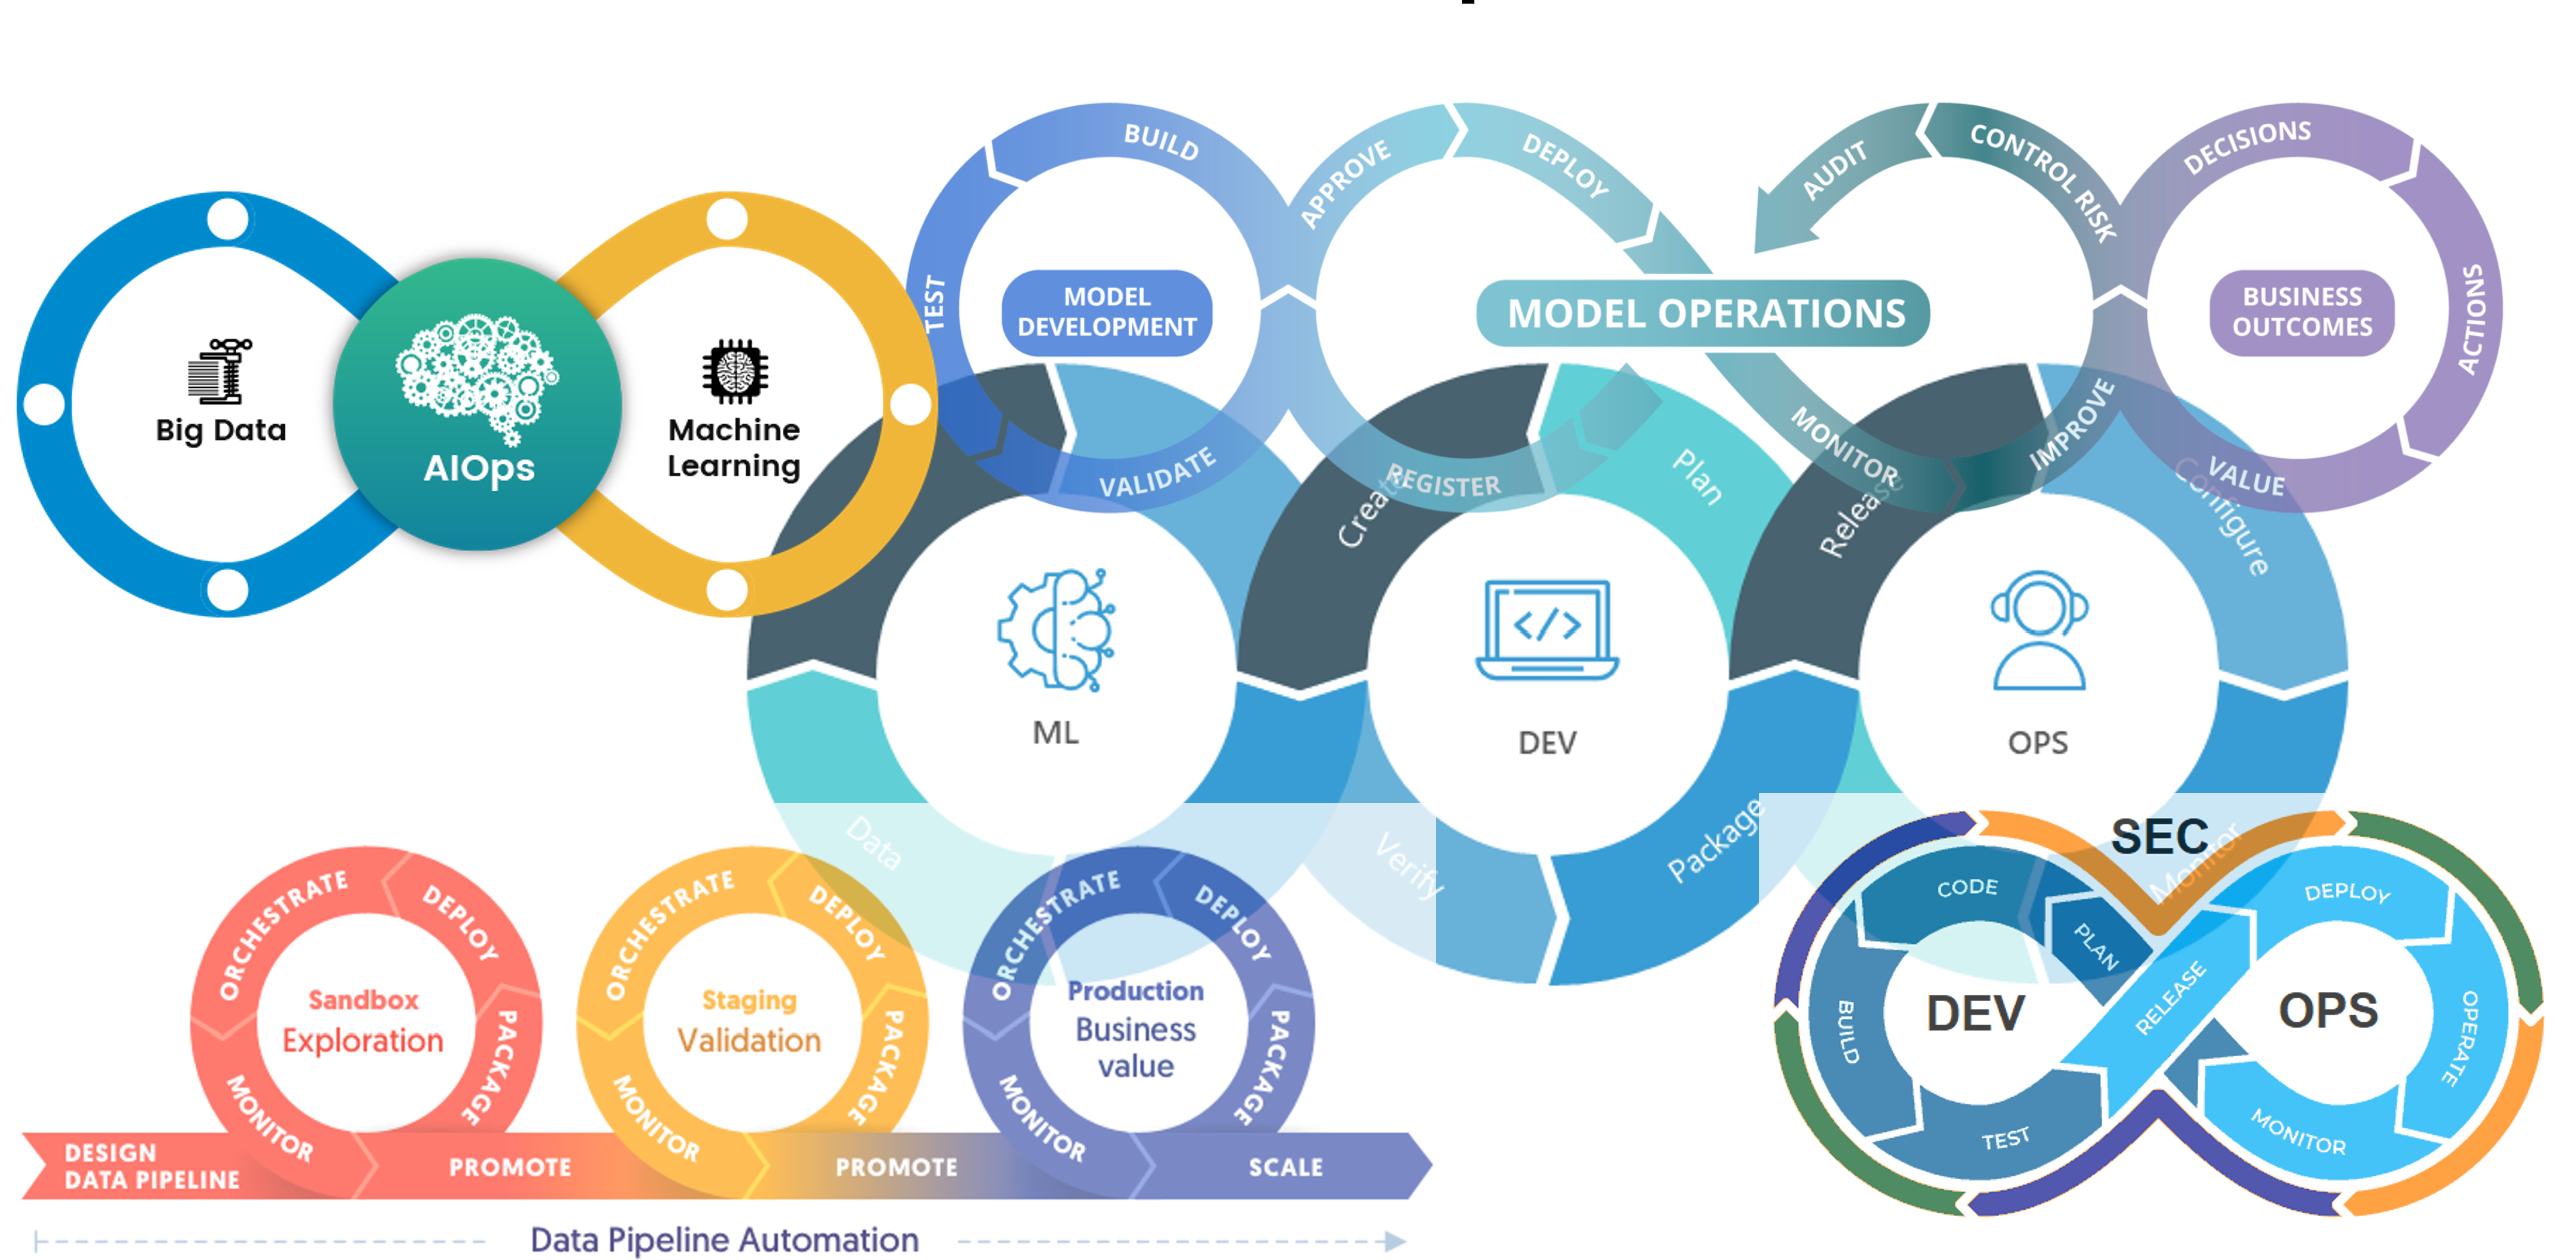 Big Data
AIOps
Machine
Learning
TEST
BUILD
VALIDATE
MODEL
DEVELOPMENT
APPROVE
DEPLOY
REGISTER
MODEL OPERATIONS
MONITOR
AUDIT
CONTROL RISK
IMPROVE
DECISIONS
ACTIONS
VALUE
BUSINESS
OUTCOMES
ML
Data
Create
Plan
DEV
Verify
Package
Release
Configure
OPS
Monitor
ORCHESTRATE
DEPLOY
PACKAGE
MONITOR
Sandbox
Exploration
ORCHESTRATE
DEPLOY
PACKAGE
MONITOR
Staging
Validation
ORCHESTRATE
DEPLOY
PACKAGE
MONITOR
Production
Business
value
DESIGN
DATA PIPELINE
PROMOTE
PROMOTE
SCALE
Data Pipeline Automation
SEC
CODE
PLAN
BUILD
DEV
TEST
RELEASE
DEPLOY
OPS
OPERATE
MONITOR